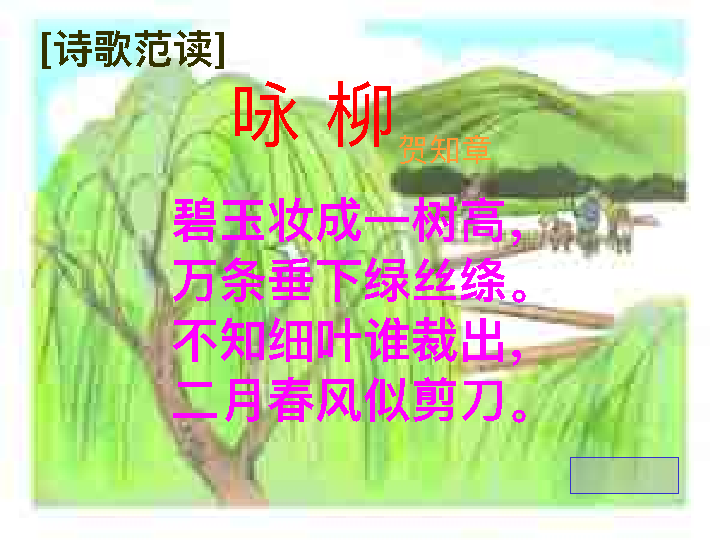 [诗歌范读]
咏 柳
贺知章
碧玉妆成一树高，
万条垂下绿丝绦。
不知细叶谁裁出，
二月春风似剪刀。